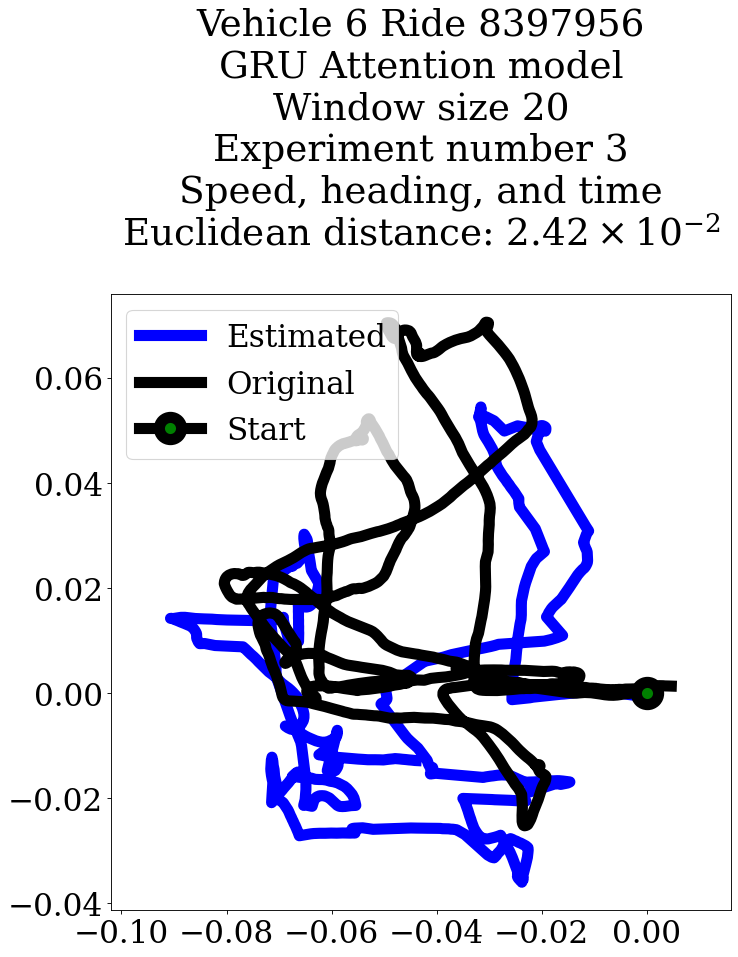 Vehicle 6 Ride 8397956
GRU Attention model
Window size 20
Experiment number 3
Speed, heading, and time
Euclidean distance: 2.42 × 10⁻²
Estimated
Original
Start
0.06
0.04
0.02
0.00
−0.02
−0.04
−0.10 −0.08 −0.06 −0.04 −0.02 0.00